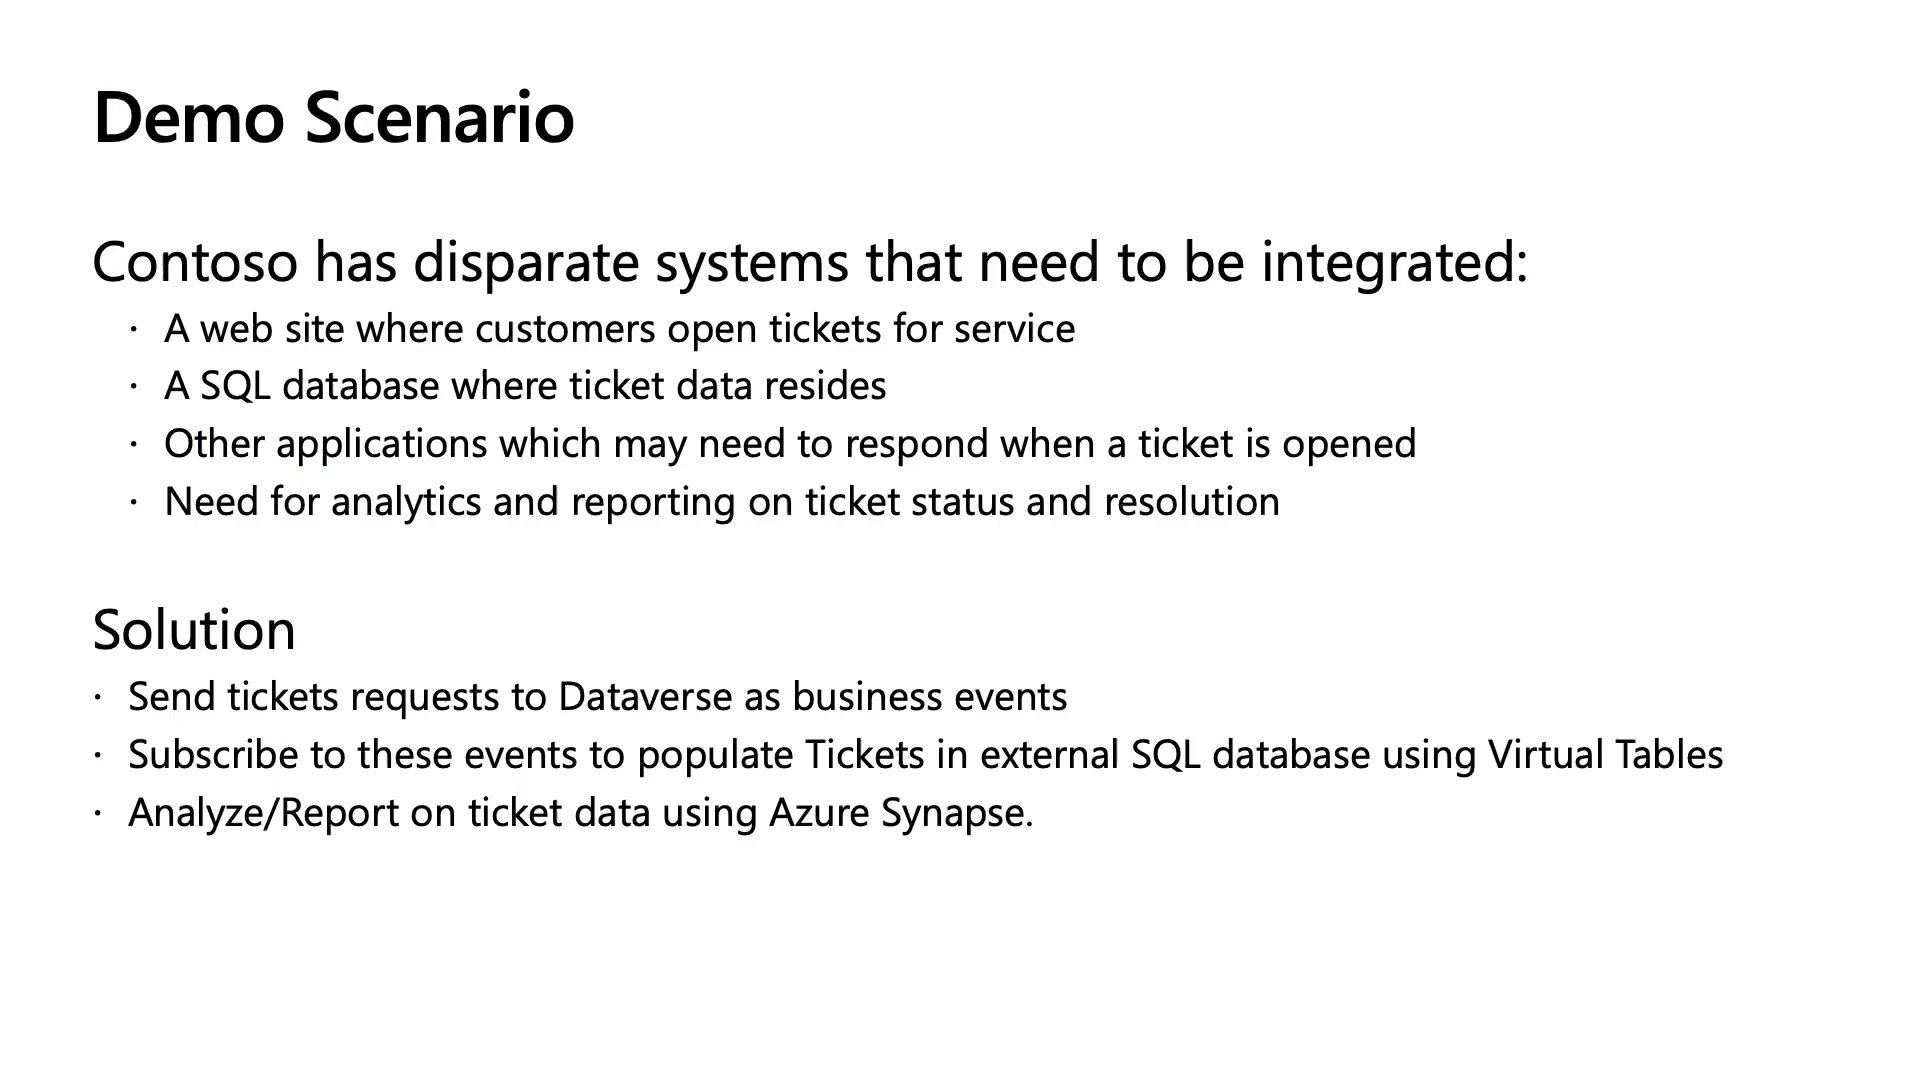 Demo Scenario
Contoso has disparate systems that need to be integrated:
· A web site where customers open tickets for service
· A SQL database where ticket data resides
· Other applications which may need to respond when a ticket is opened
· Need for analytics and reporting on ticket status and resolution
Solution
· Send tickets requests to Dataverse as business events
· Subscribe to these events to populate Tickets in external SQL database using Virtual Tables
· Analyze/Report on ticket data using Azure Synapse.